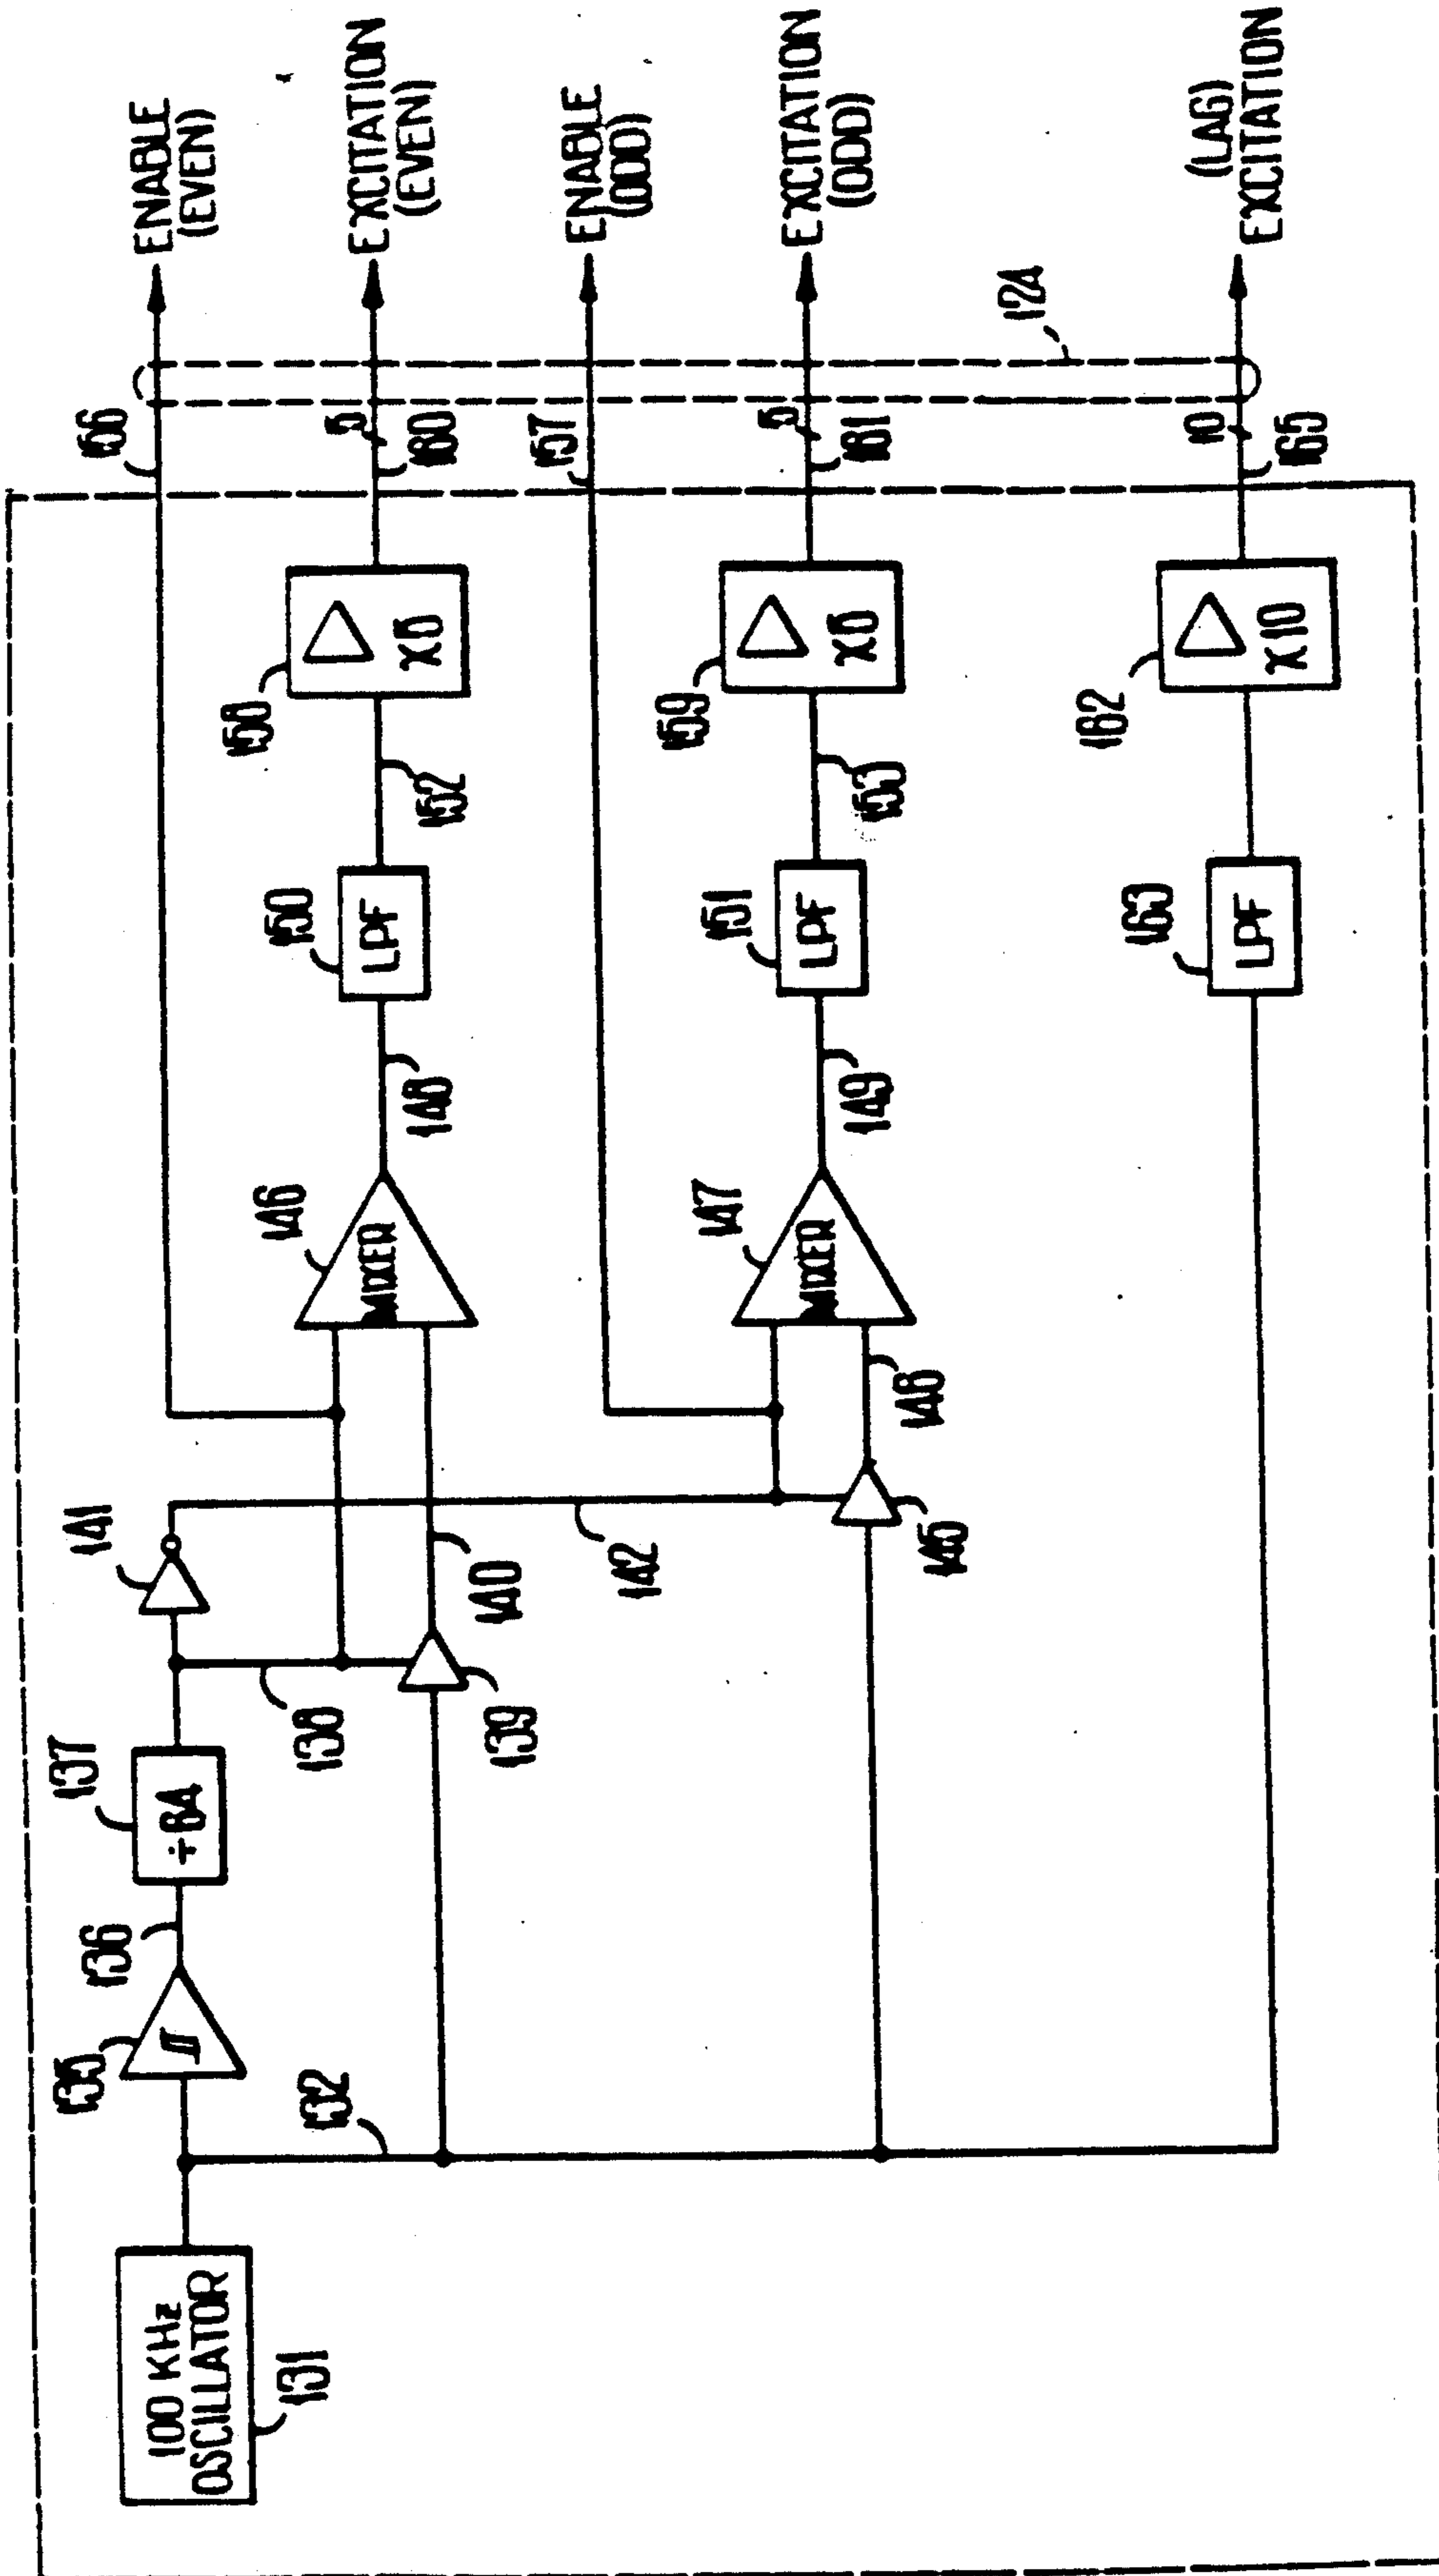 100 KHz
OSCILLATOR
131
132
135
136
137
÷64
138
139
140
141
142
145
146
146
MIXER
147
MIXER
148
149
150
LPF
151
LPF
163
LPF
152
153
158
X5
159
X5
162
X10
156
5
160
157
5
161
10
165
124
ENABLE
(EVEN)
EXCITATION
(EVEN)
ENABLE
(ODD)
EXCITATION
(ODD)
(LAG)
EXCITATION